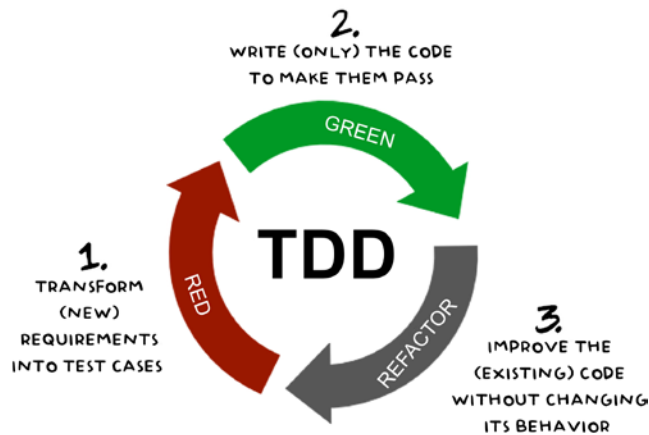 2.
WRITE (ONLY) THE CODE
TO MAKE THEM PASS
GREEN
TDD
1.
TRANSFORM
(NEW)
REQUIREMENTS
INTO TEST CASES
RED
REFACTOR
3.
IMPROVE THE
(EXISTING) CODE
WITHOUT CHANGING
ITS BEHAVIOR